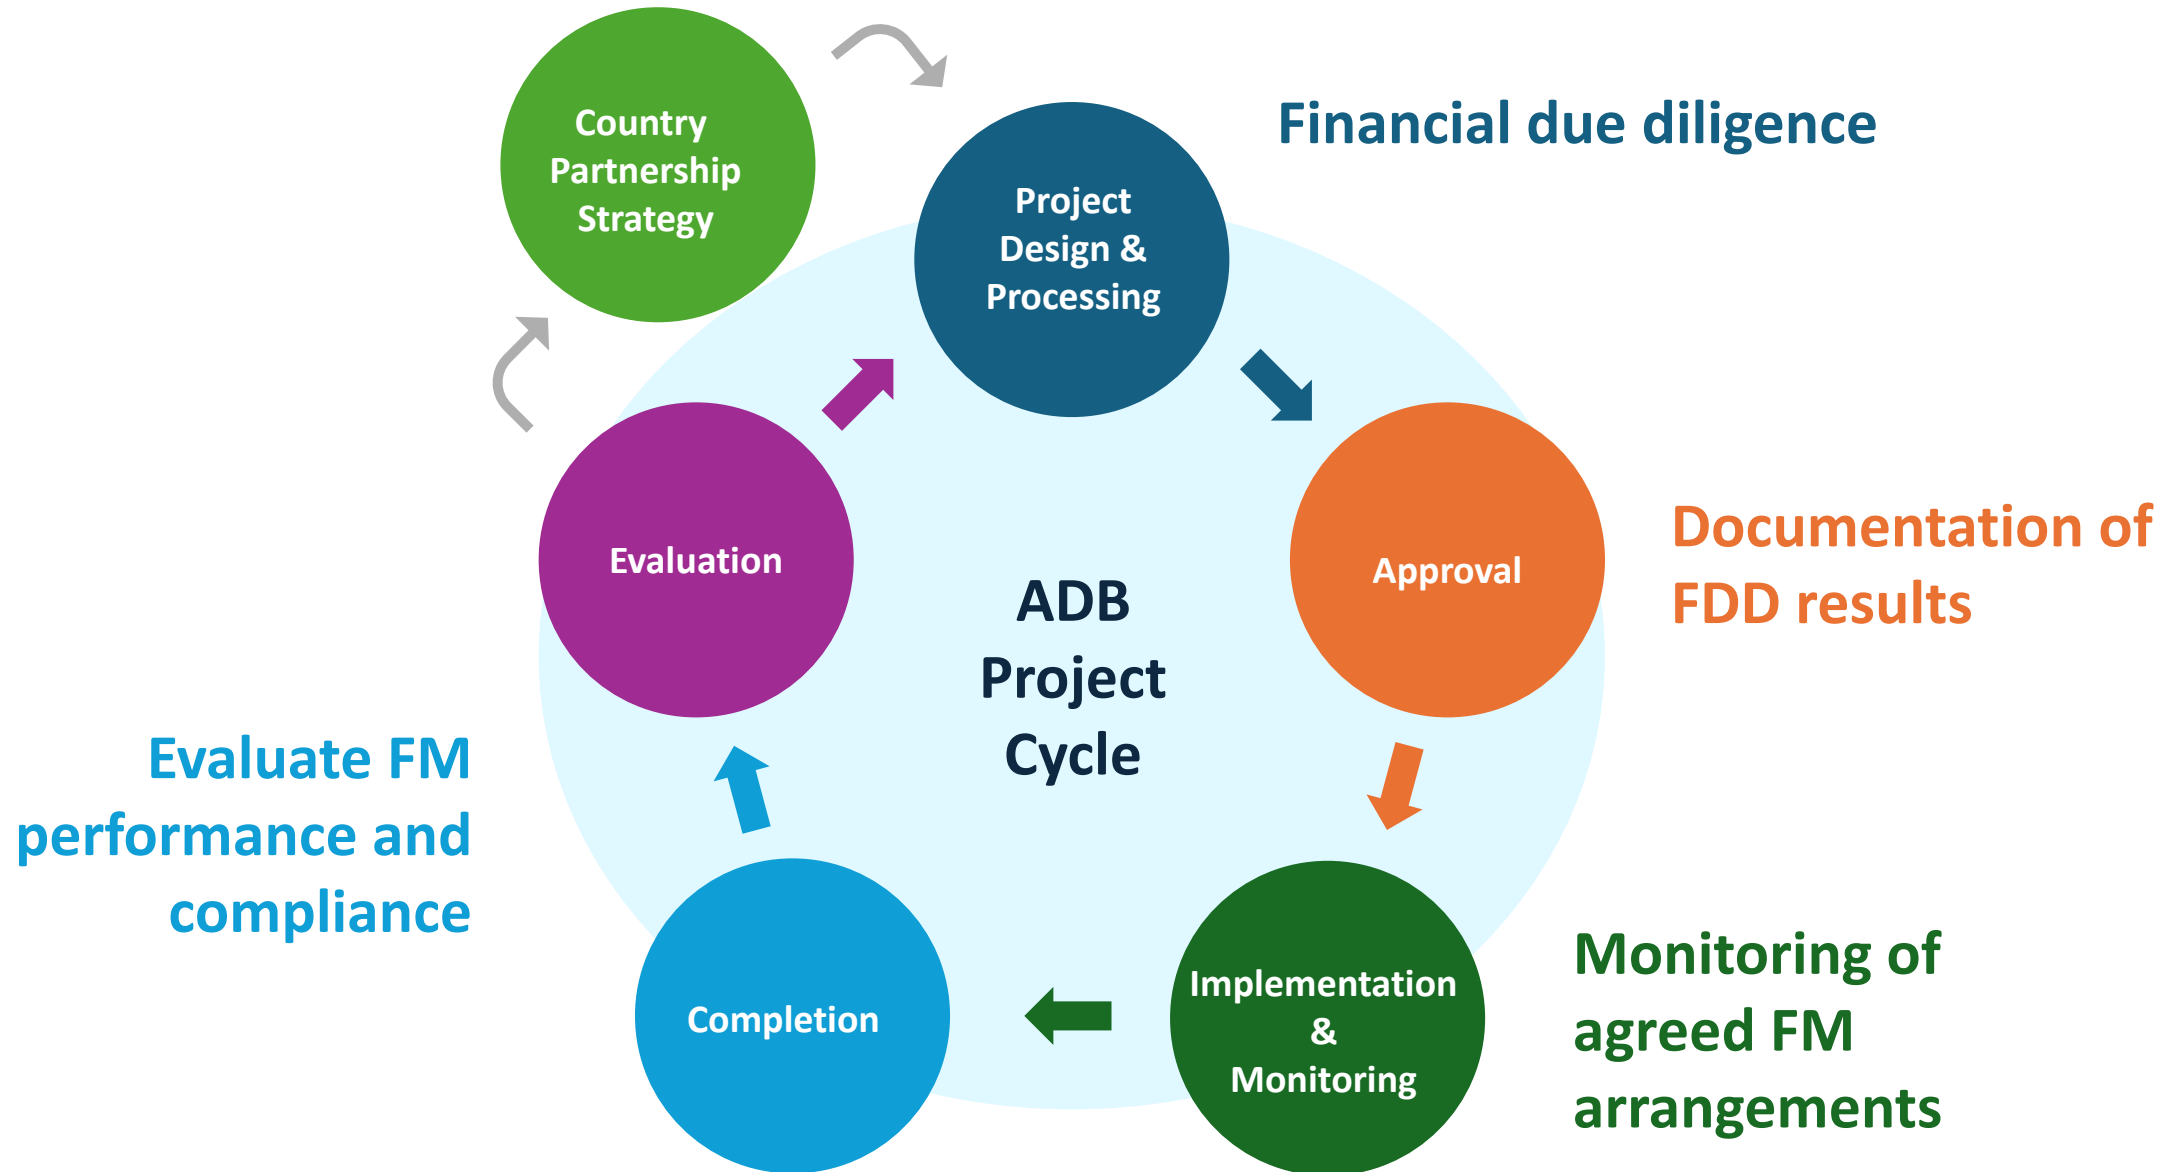 Country
Partnership
Strategy
Project
Design &
Processing
Financial due diligence
Approval
Documentation of
FDD results
Implementation
&
Monitoring
Monitoring of
agreed FM
arrangements
Completion
Evaluate FM
performance and
compliance
Evaluation
ADB
Project
Cycle